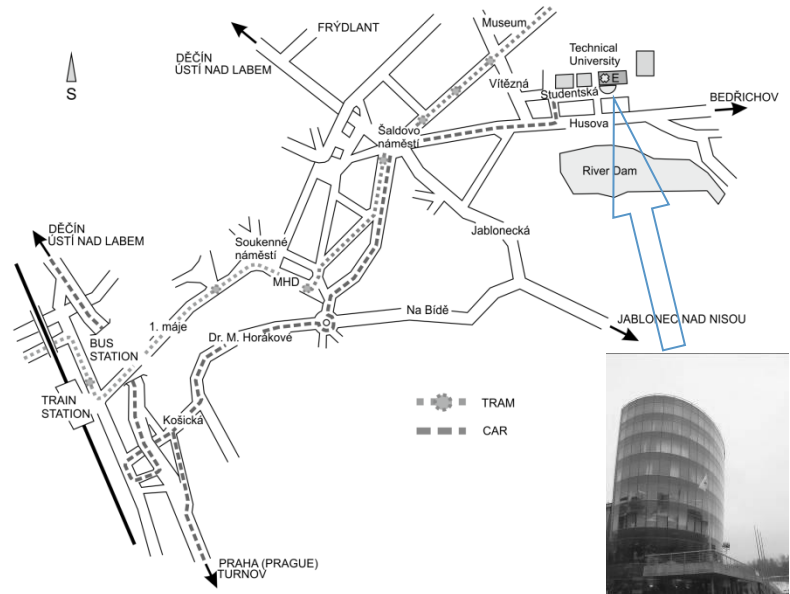 Museum
FRÝDLANT
DĚČÍN
ÚSTÍ NAD LABEM
Technical
University
E
Vítězná
Studentská
BEDŘICHOV
S
Husova
Šaldovo
náměstí
River Dam
DĚČÍN
ÚSTÍ NAD LABEM
Soukenné
náměstí
Jablonecká
MHD
Na Bídě
JABLONEC NAD NISOU
1. máje
Dr. M. Horákové
BUS
STATION
TRAIN
STATION
TRAM
Košická
CAR
PRAHA (PRAGUE)
TURNOV